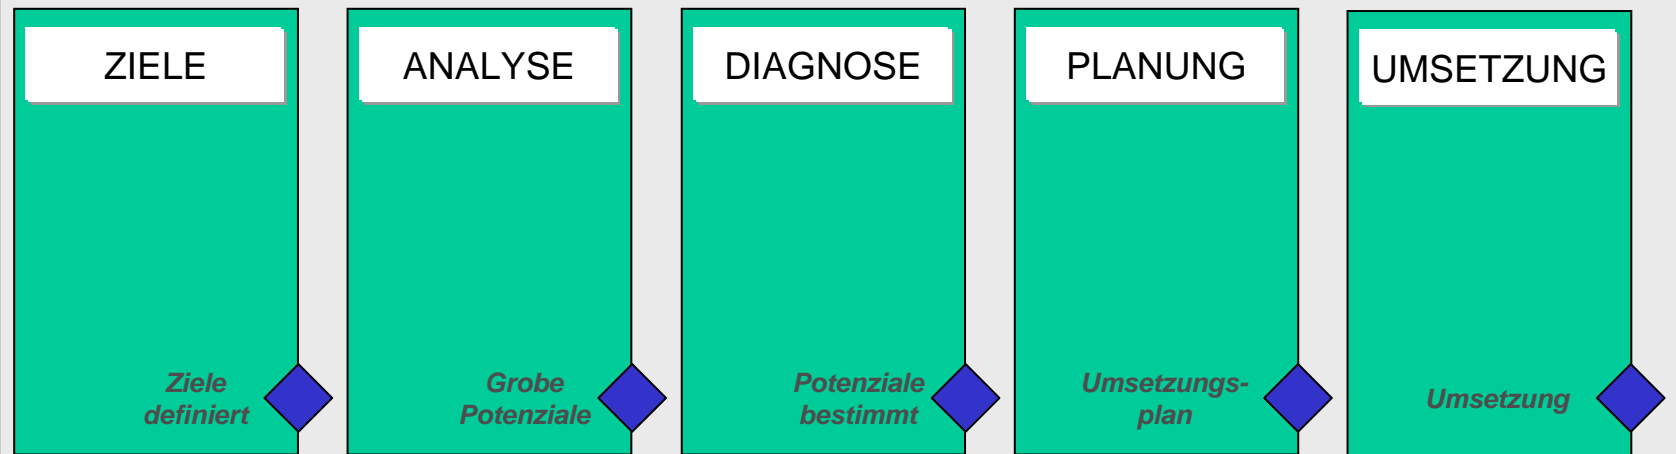 ZIELE
ANALYSE
DIAGNOSE
PLANUNG
UMSETZUNG
Ziele
definiert
Grobe
Potenziale
Potenziale
bestimmt
Umsetzungs-
plan
Umsetzung